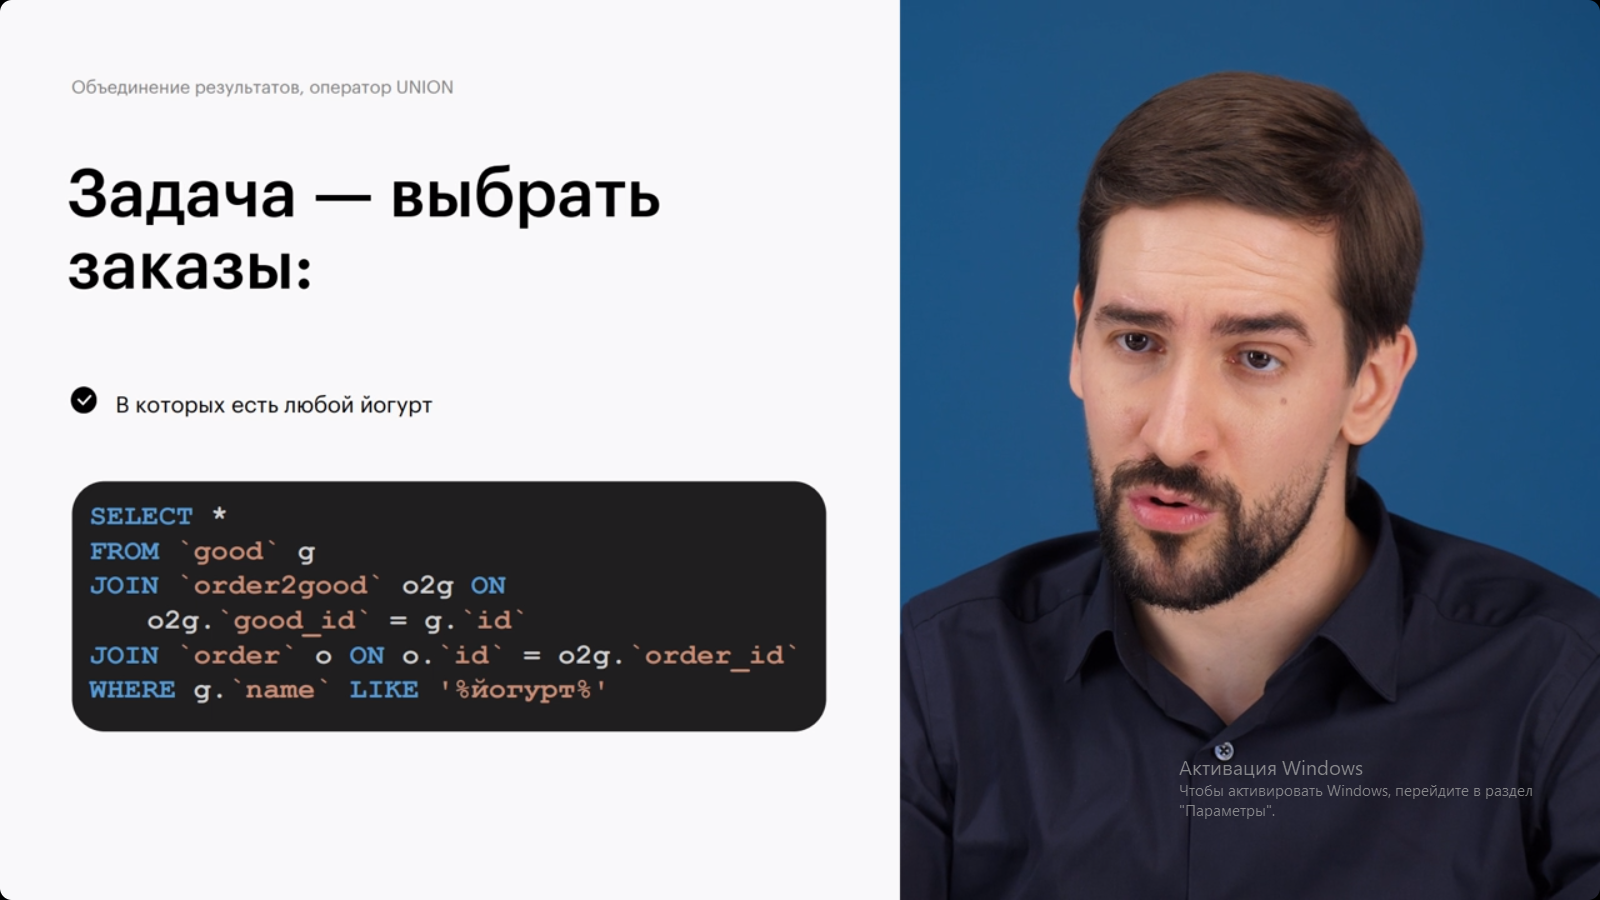 Объединение результатов, оператор UNION
Задача — выбрать
заказы:
В которых есть любой йогурт
SELECT *
FROM `good` g
JOIN `order2good` o2g ON
o2g.`good_id` = g.`id`
JOIN `order` o ON o.`id` = o2g.`order_id`
WHERE g.`name` LIKE '%йогурт%'
Активация Windows
Чтобы активировать Windows, перейдите в раздел
"Параметры".